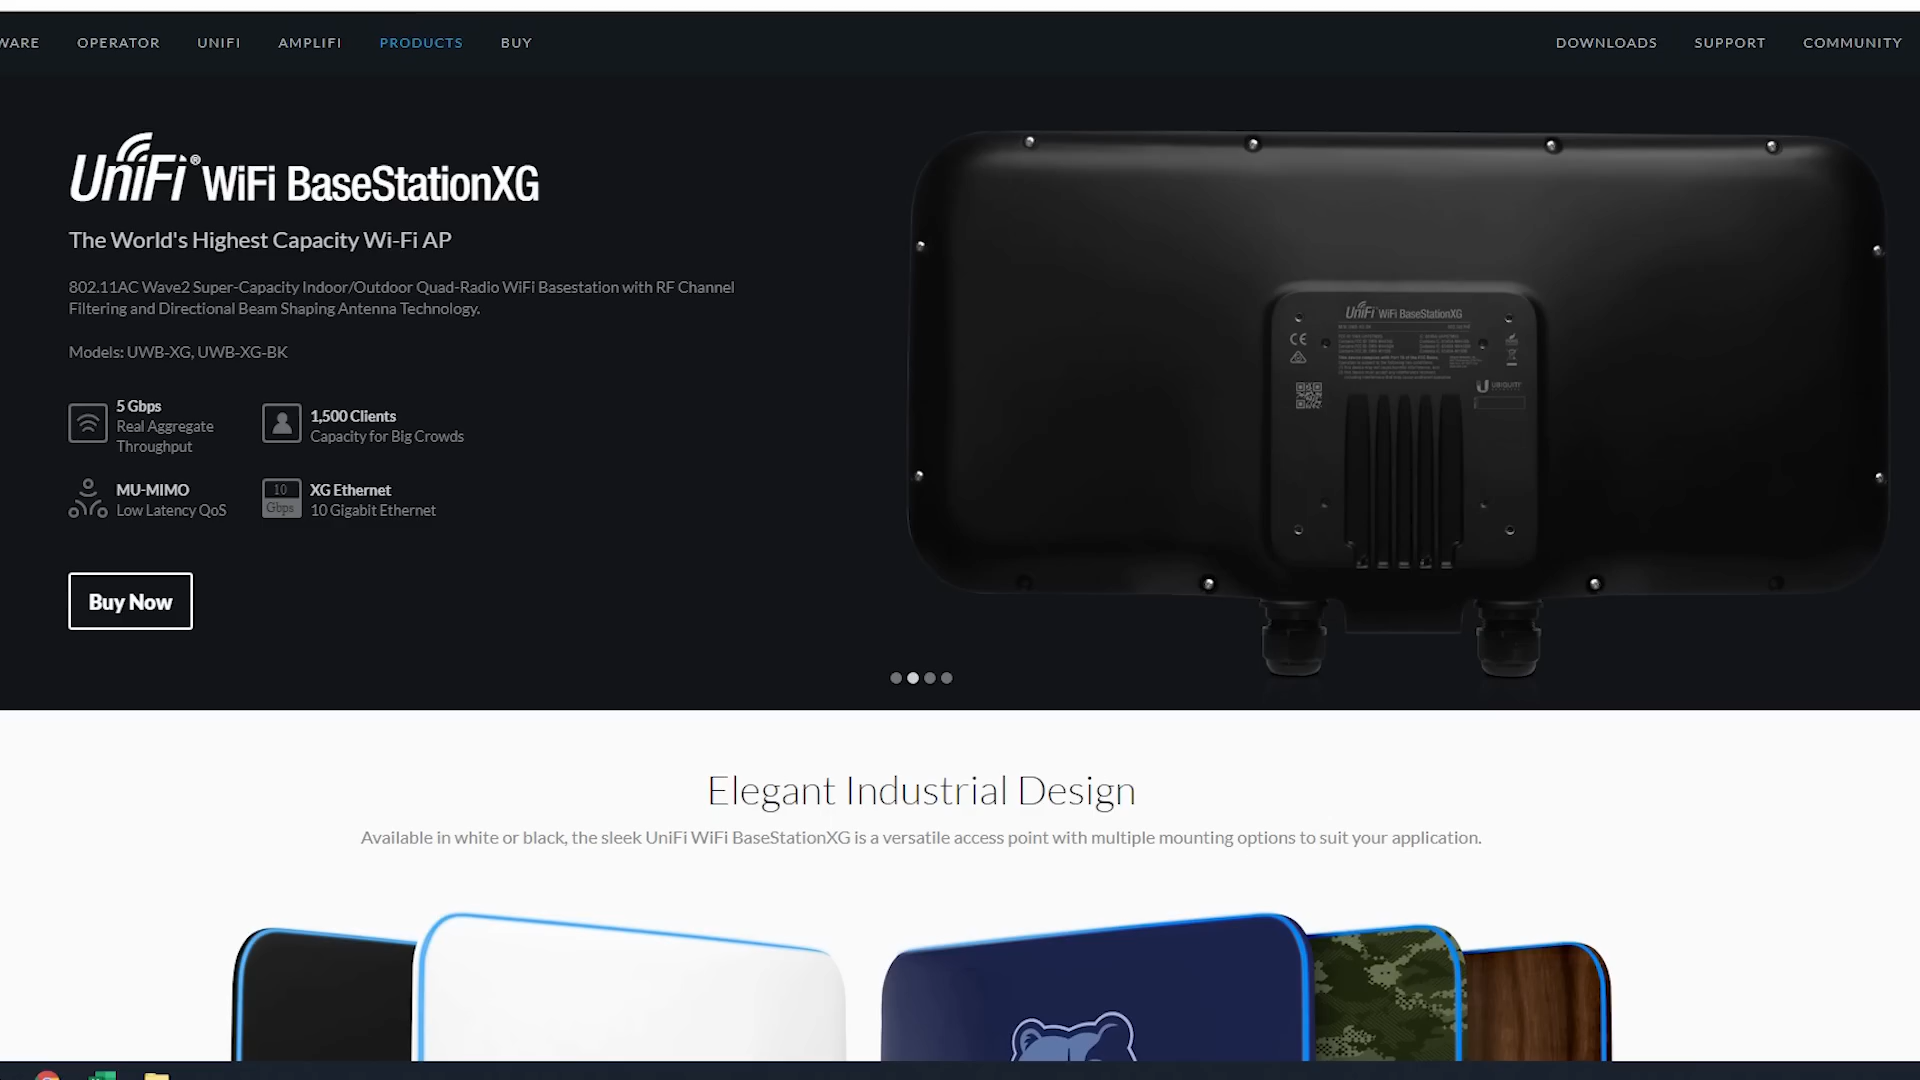 WARE OPERATOR UNIFI AMPLIFI PRODUCTS BUY DOWNLOADS SUPPORT COMMUNITY
UniFi® WiFi BaseStationXG
The World's Highest Capacity Wi-Fi AP
802.11AC Wave2 Super-Capacity Indoor/Outdoor Quad-Radio WiFi Basestation with RF Channel
Filtering and Directional Beam Shaping Antenna Technology.
Models: UWB-XG, UWB-XG-BK
5 Gbps
Real Aggregate
Throughput
1,500 Clients
Capacity for Big Crowds
MU-MIMO
Low Latency QoS
10
Gbps
XG Ethernet
10 Gigabit Ethernet
Buy Now
UniFi WiFi BaseStationXG
CE
UBIQUITI
Elegant Industrial Design
Available in white or black, the sleek UniFi WiFi BaseStationXG is a versatile access point with multiple mounting options to suit your application.